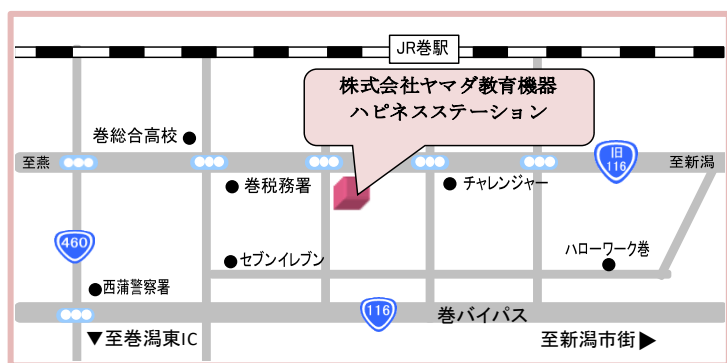 JR巻駅
株式会社ヤマダ教育機器
ハピネスステーション
巻総合高校
至燕
旧
116
至新潟
巻税務署
チャレンジャー
460
セブンイレブン
ハローワーク巻
西蒲警察署
116
巻バイパス
▼至巻潟東IC
至新潟市街▶